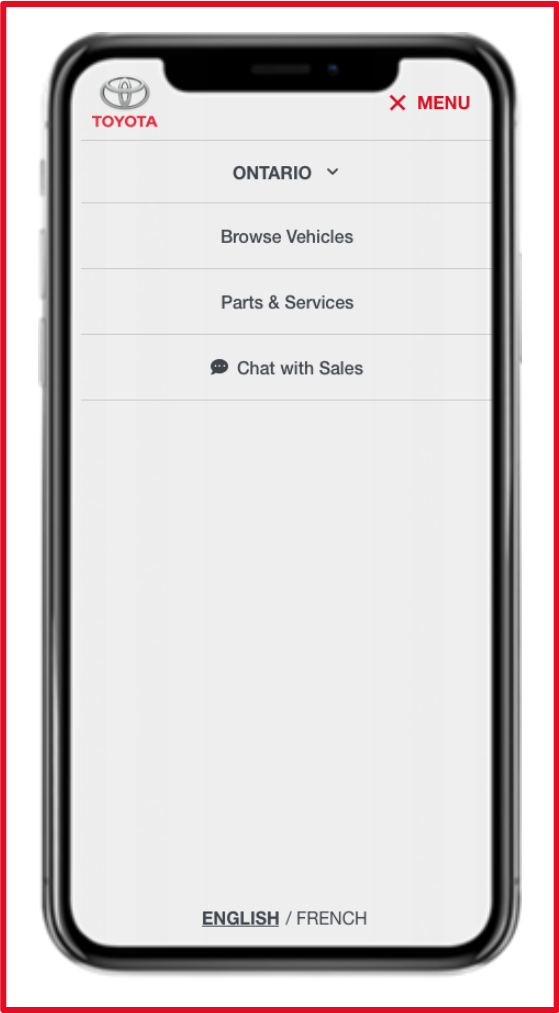 TOYOTA
MENU
ONTARIO
Browse Vehicles
Parts & Services
Chat with Sales
ENGLISH / FRENCH